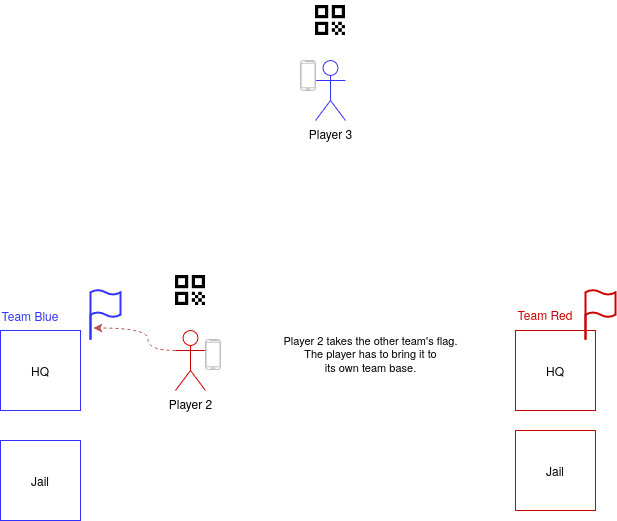 Player 3
Team Blue
Team Red
Player 2 takes the other team's flag.
The player has to bring it to
its own team base.
HQ
HQ
Player 2
Jail
Jail